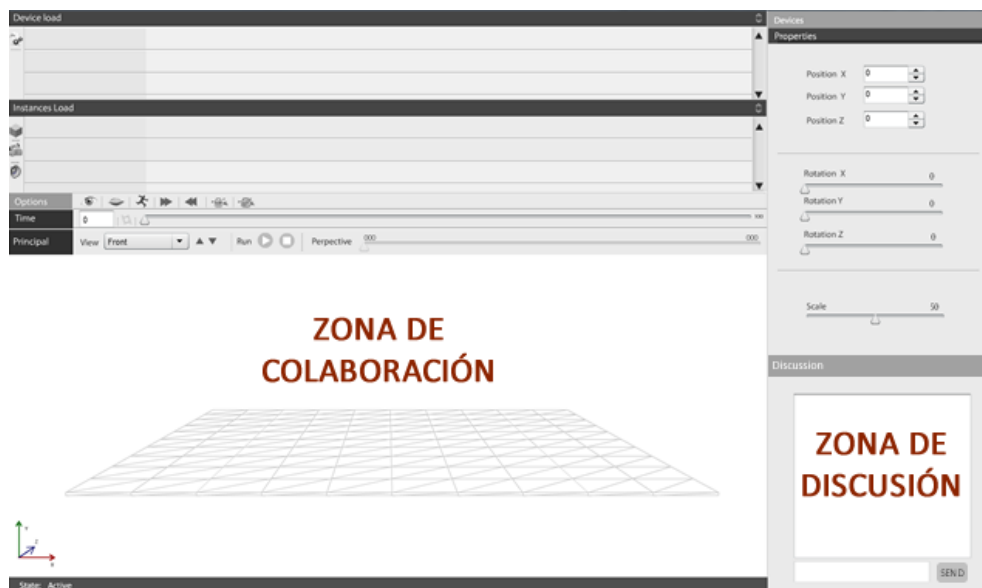 Device load
Devices
Properties
Position X 0
Position Y 0
Position Z 0
Instances Load
Rotation X 0
Rotation Y 0
Rotation Z 0
Options
Time 0
Principal View Front Run Perpective 000 000
Scale 50
ZONA DE
COLABORACIÓN
Discussion
ZONA DE
DISCUSIÓN
SEND
State: Active